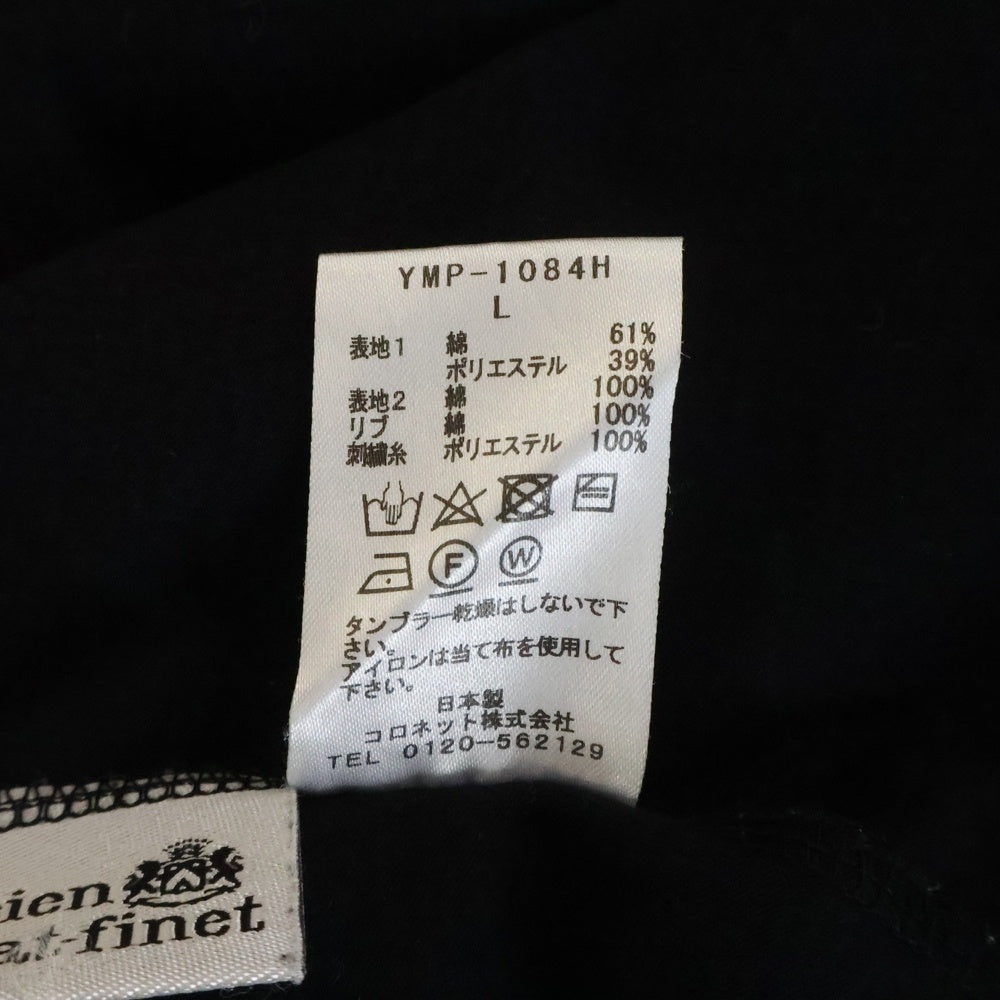 YMP-1084H
L
表地1 綿 61%
ポリエステル 39%
表地2 綿 100%
リブ 綿 100%
刺繍糸 ポリエステル 100%
F W
タンブラー乾燥はしないで下
さい。
アイロンは当て布を使用して
下さい。
日本製
コロネット株式会社
TEL 0120-562129
cien
at-finet